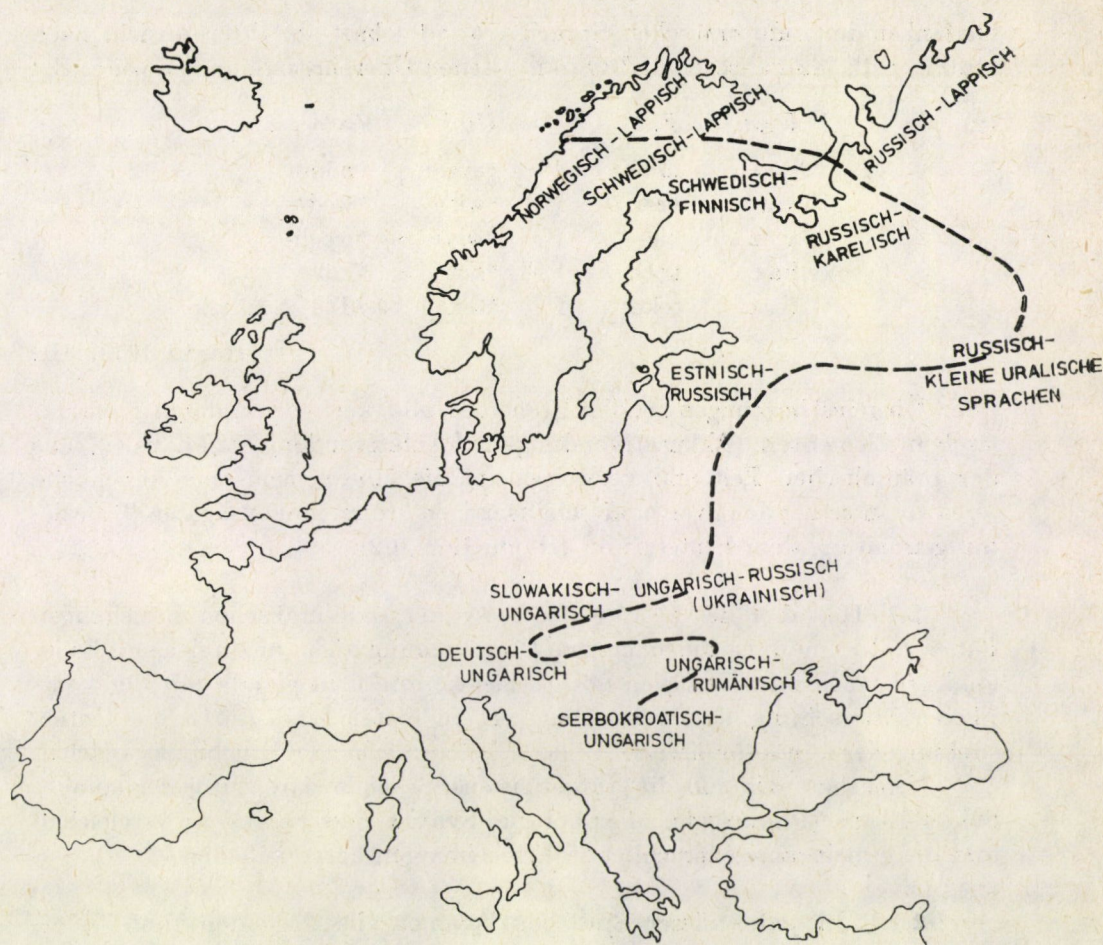 NORWEGISCH-LAPPISCH
SCHWEDISCH-LAPPISCH
RUSSISCH-LAPPISCH
SCHWEDISCH-
FINNISCH
RUSSISCH-
KARELISCH
RUSSISCH-
KLEINE URALISCHE
SPRACHEN
ESTNISCH-
RUSSISCH
SLOWAKISCH-
UNGARISCH
UNGARISCH-RUSSISCH
(UKRAINISCH)
DEUTSCH-
UNGARISCH
UNGARISCH-
RUMÄNISCH
SERBOKROATISCH-
UNGARISCH